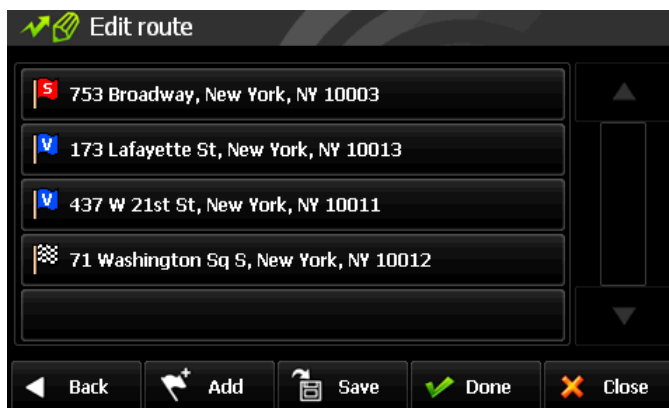 Edit route
S 753 Broadway, New York, NY 10003
V 173 Lafayette St, New York, NY 10013
V 437 W 21st St, New York, NY 10011
71 Washington Sq S, New York, NY 10012
Back Add Save Done Close